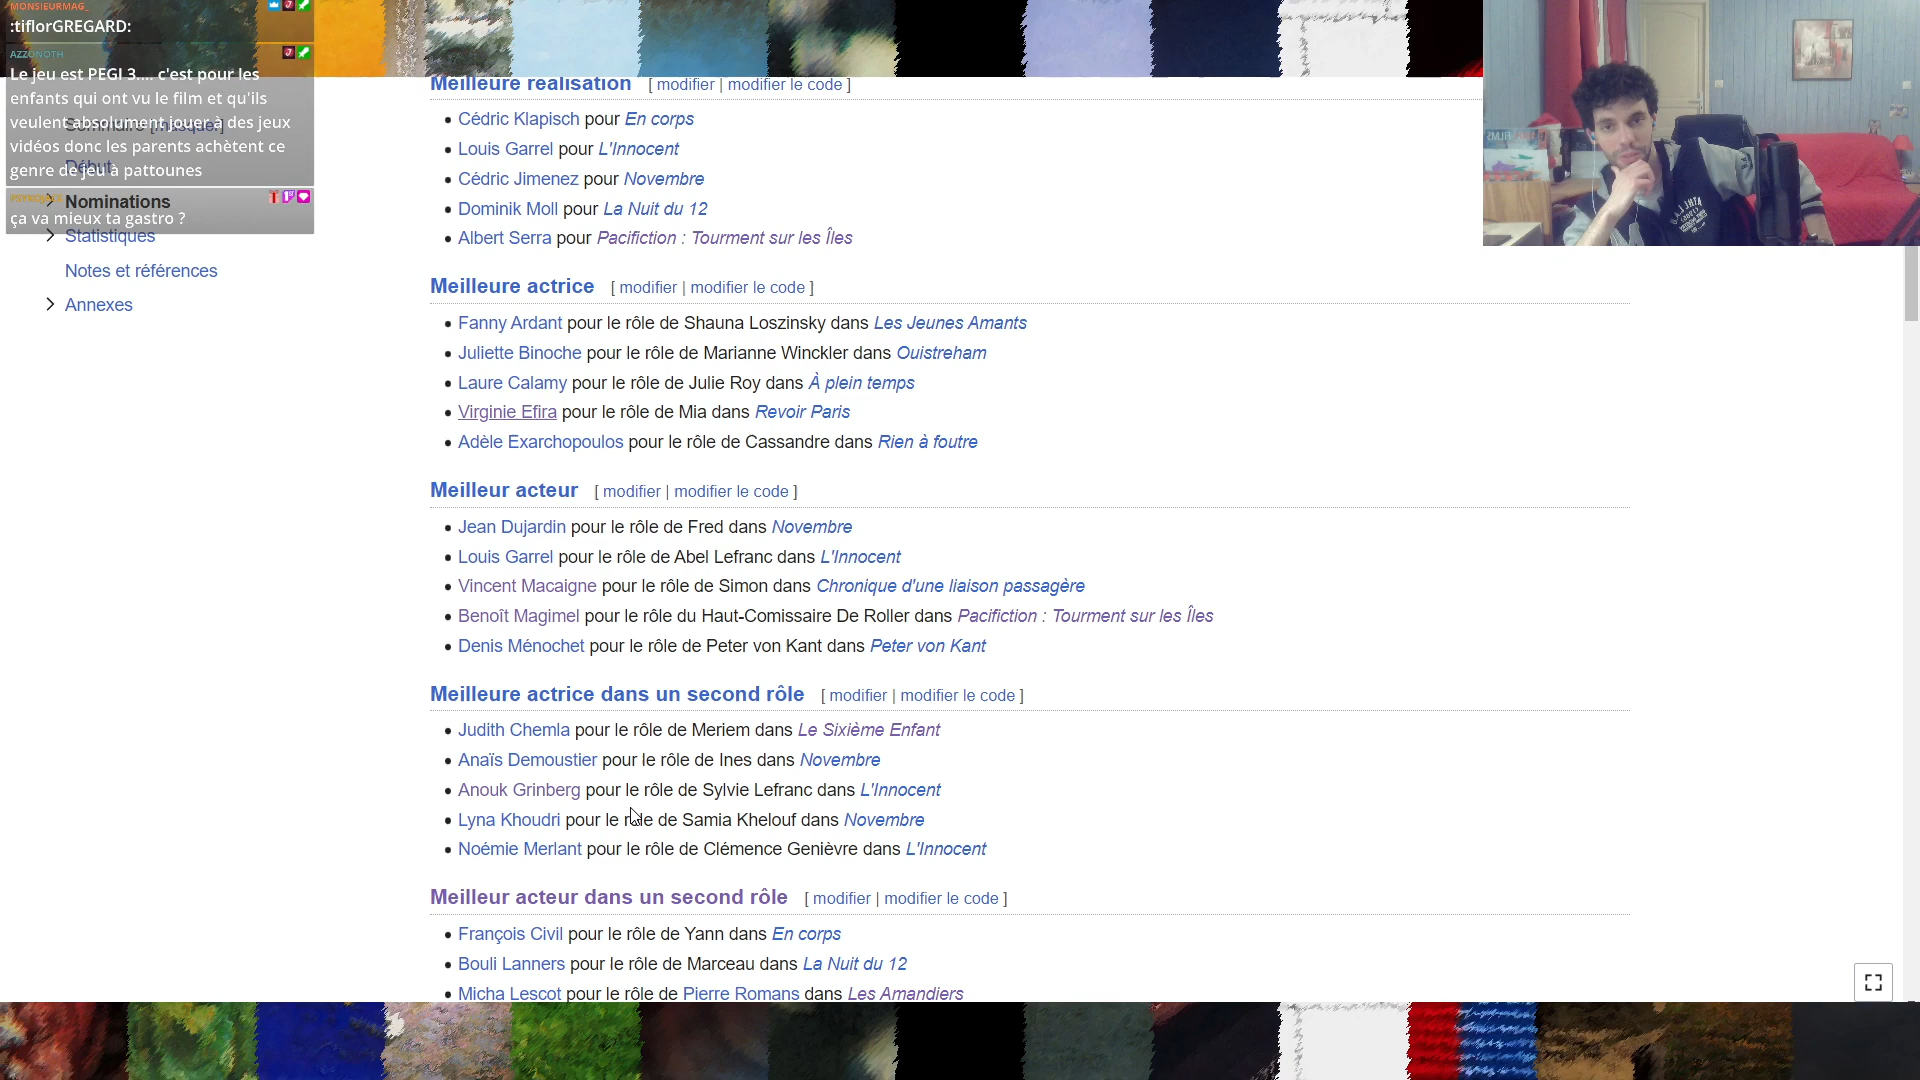 MONSIEURMAG_
:tiflorGREGARD:
AZZONOTH
Le jeu est PEGI 3.... c'est pour les
enfants qui ont vu le film et qu'ils
veulent absolument jouer à des jeux
vidéos donc les parents achètent ce
genre de jeu à pattounes
ça va mieux ta gastro ?
Sommaire [masquer]
Début
Nominations
Statistiques
Notes et références
Annexes
Meilleure réalisation [ modifier | modifier le code ]
Cédric Klapisch pour En corps
Louis Garrel pour L'Innocent
Cédric Jimenez pour Novembre
Dominik Moll pour La Nuit du 12
Albert Serra pour Pacifiction : Tourment sur les Îles
Meilleure actrice [ modifier | modifier le code ]
Fanny Ardant pour le rôle de Shauna Loszinsky dans Les Jeunes Amants
Juliette Binoche pour le rôle de Marianne Winckler dans Ouistreham
Laure Calamy pour le rôle de Julie Roy dans À plein temps
Virginie Efira pour le rôle de Mia dans Revoir Paris
Adèle Exarchopoulos pour le rôle de Cassandre dans Rien à foutre
Meilleur acteur [ modifier | modifier le code ]
Jean Dujardin pour le rôle de Fred dans Novembre
Louis Garrel pour le rôle de Abel Lefranc dans L'Innocent
Vincent Macaigne pour le rôle de Simon dans Chronique d'une liaison passagère
Benoît Magimel pour le rôle du Haut-Comissaire De Roller dans Pacifiction : Tourment sur les Îles
Denis Ménochet pour le rôle de Peter von Kant dans Peter von Kant
Meilleure actrice dans un second rôle [ modifier | modifier le code ]
Judith Chemla pour le rôle de Meriem dans Le Sixième Enfant
Anaïs Demoustier pour le rôle de Ines dans Novembre
Anouk Grinberg pour le rôle de Sylvie Lefranc dans L'Innocent
Lyna Khoudri pour le rôle de Samia Khelouf dans Novembre
Noémie Merlant pour le rôle de Clémence Genièvre dans L'Innocent
Meilleur acteur dans un second rôle [ modifier | modifier le code ]
François Civil pour le rôle de Yann dans En corps
Bouli Lanners pour le rôle de Marceau dans La Nuit du 12
Micha Lescot pour le rôle de Pierre Romans dans Les Amandiers